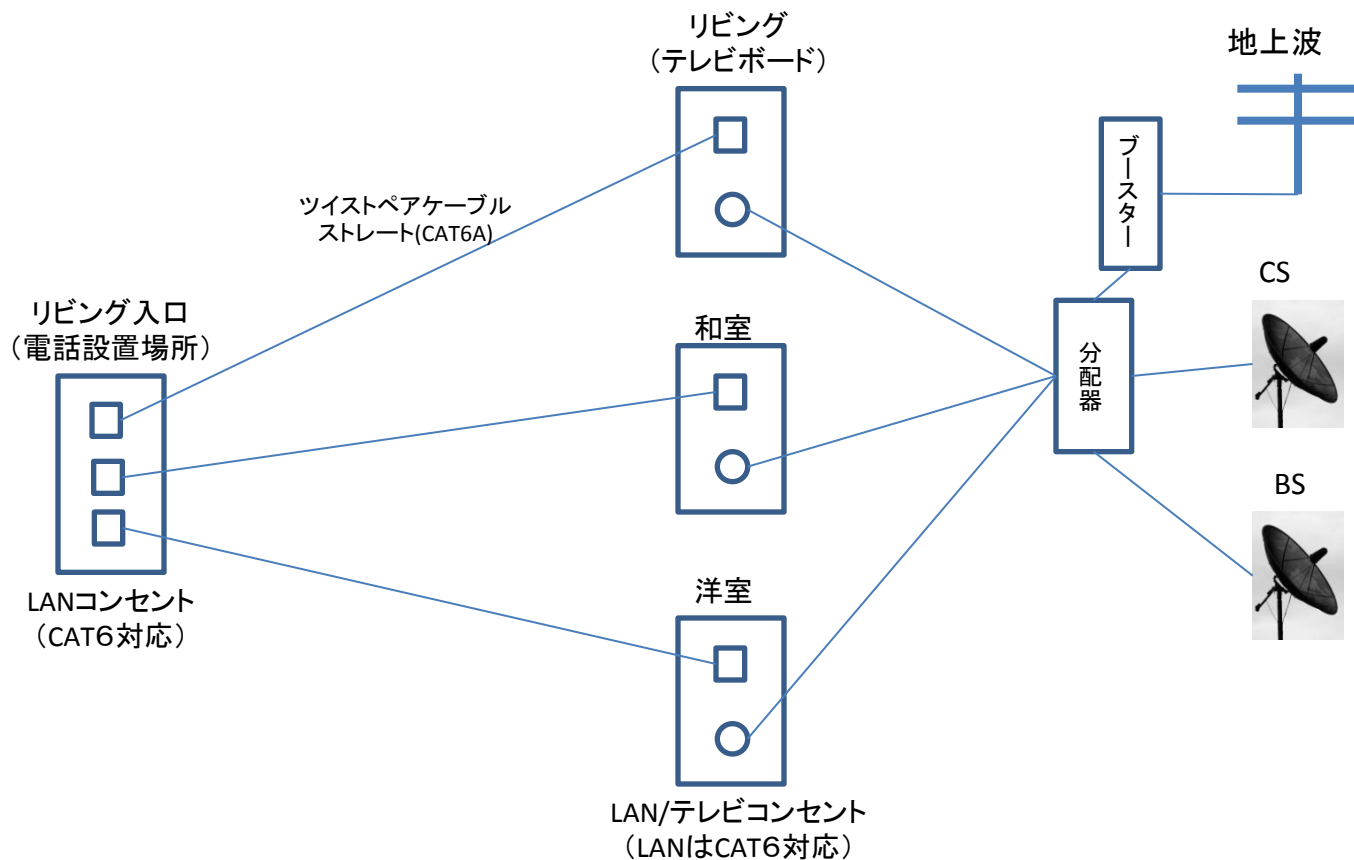 リビング
（テレビボード）
地上波
ブースター
ツイストペアケーブル
ストレート(CAT6A)
CS
リビング入口
（電話設置場所）
和室
分配器
BS
洋室
LANコンセント
（CAT６対応）
LAN/テレビコンセント
（LANはCAT６対応）